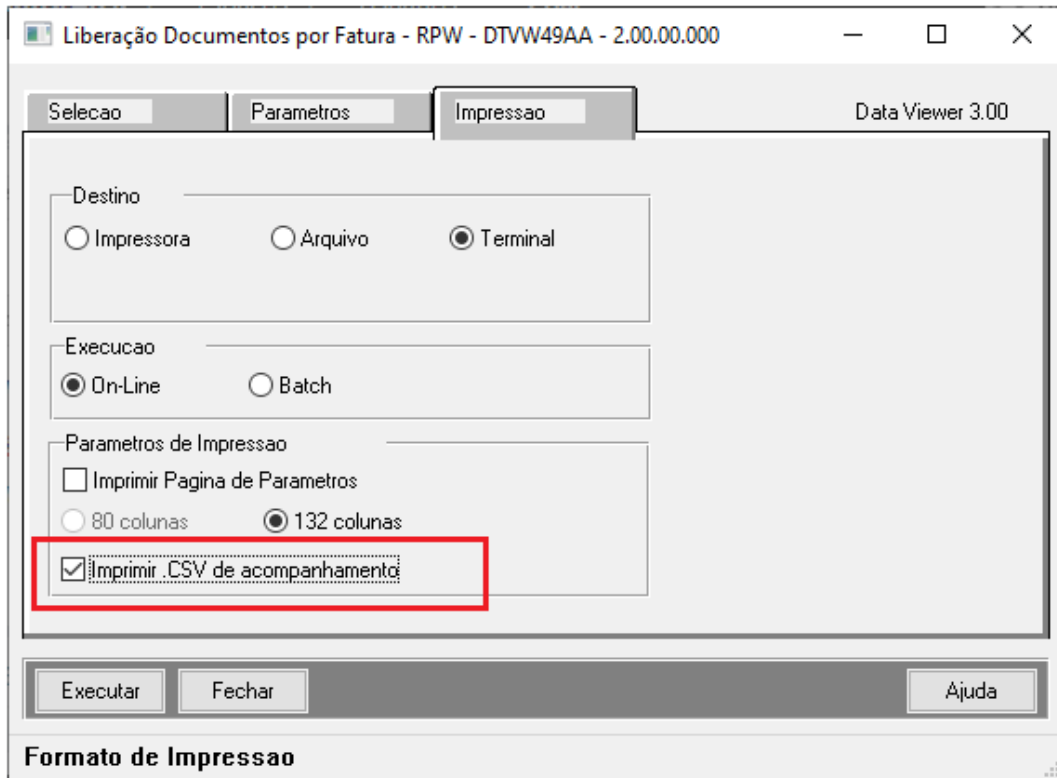 Liberação Documentos por Fatura - RPW - DTVW49AA - 2.00.00.000
Selecao Parametros Impressao Data Viewer 3.00
Destino
Impressora Arquivo Terminal
Execucao
On-Line Batch
Parametros de Impressao
Imprimir Pagina de Parametros
80 colunas 132 colunas
Imprimir .CSV de acompanhamento
Executar Fechar Ajuda
Formato de Impressao